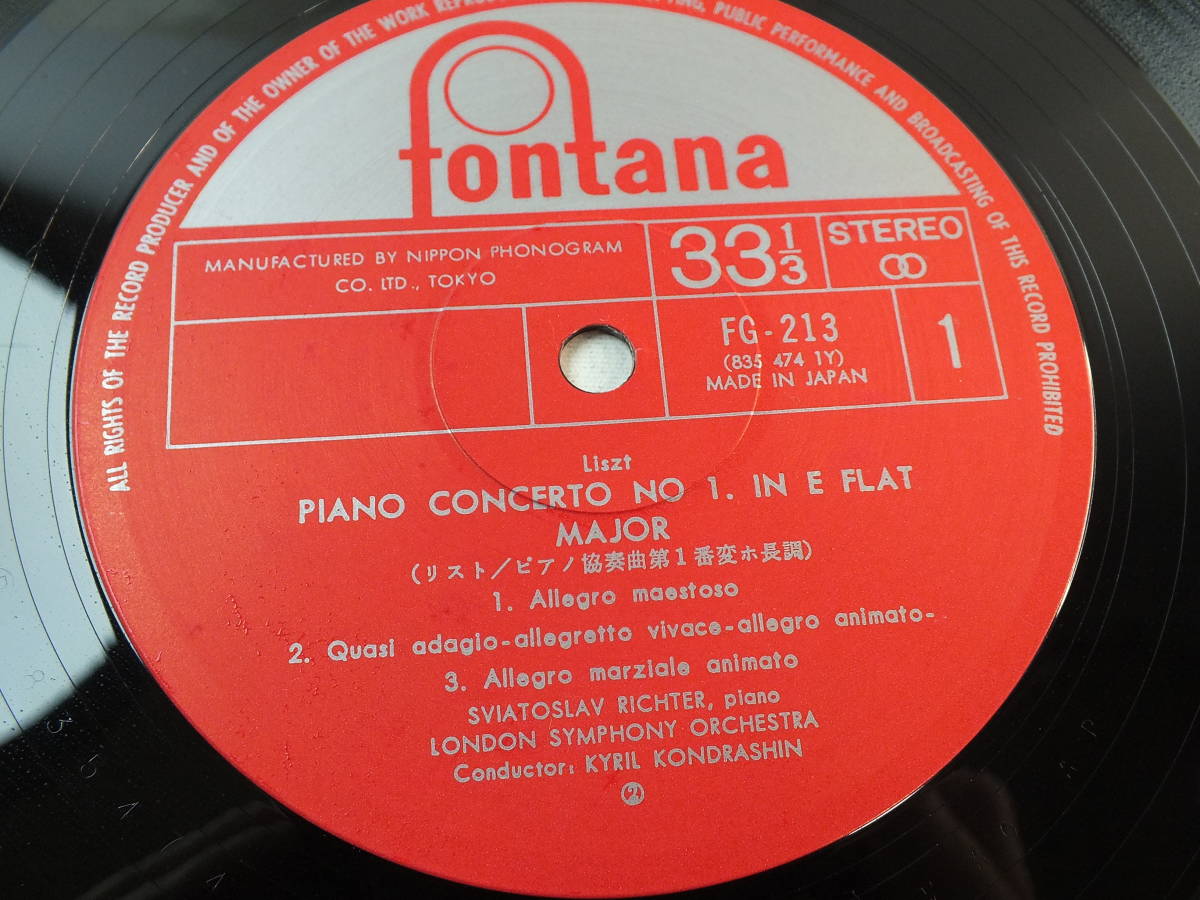 ALL RIGHTS OF THE RECORD PRODUCER AND OF THE OWNER OF THE WORK PUBLIC PERFORMANCE AND BROADCASTING OF THIS RECORD PROHIBITED
fontana
MANUFACTURED BY NIPPON PHONOGRAM
CO. LTD., TOKYO
33 1/3
STEREO
FG-213
(835 474 1Y)
MADE IN JAPAN
1
Liszt
PIANO CONCERTO NO 1. IN E FLAT
MAJOR
(リスト/ピアノ協奏曲第1番変ホ長調)
1. Allegro maestoso
2. Quasi adagio-allegretto vivace-allegro animato-
3. Allegro marziale animato
SVIATOSLAV RICHTER, piano
LONDON SYMPHONY ORCHESTRA
Conductor: KYRIL KONDRASHIN
②